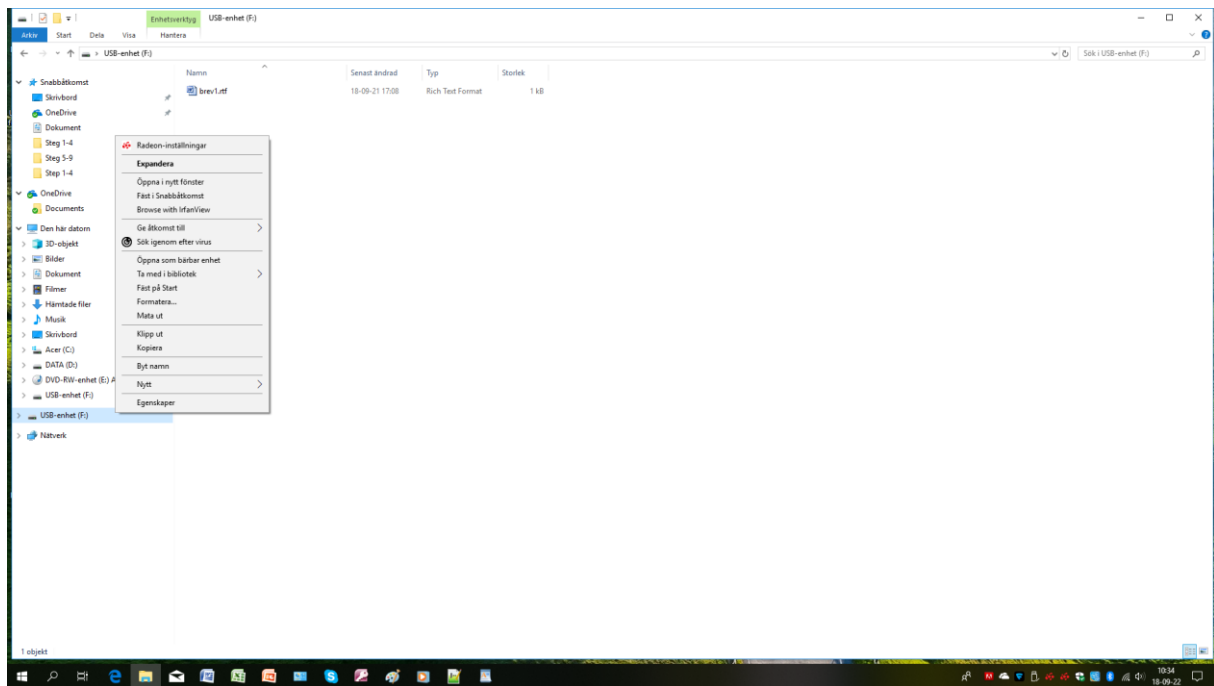 Enhetsverktyg USB-enhet (F:)
Arkiv Start Dela Visa Hantera
USB-enhet (F:) Sök i USB-enhet (F:)
Namn Senast ändrad Typ Storlek
brev1.rtf 18-09-21 17:08 Rich Text Format 1 kB
Snabbåtkomst
Skrivbord
OneDrive
Dokument
Steg 1-4
Steg 5-9
Step 1-4
OneDrive
Documents
Den här datorn
3D-objekt
Bilder
Dokument
Filmer
Hämtade filer
Musik
Skrivbord
Acer (C:)
DATA (D:)
DVD-RW-enhet (E:) A
USB-enhet (F:)
USB-enhet (F:)
Nätverk
Radeon-inställningar
Expandera
Öppna i nytt fönster
Fäst i Snabbåtkomst
Browse with IrfanView
Ge åtkomst till
Sök igenom efter virus
Öppna som bärbar enhet
Ta med i bibliotek
Fäst på Start
Formatera...
Mata ut
Klipp ut
Kopiera
Byt namn
Nytt
Egenskaper
1 objekt
10:34
18-09-22